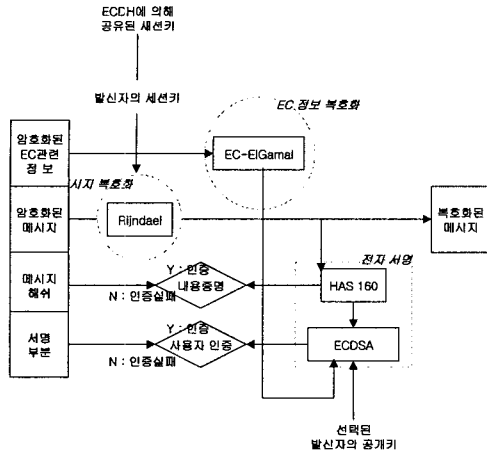 ECDH에 의해
공유된 세션키
발신자의 세션키
EC 정보 복호화
암호화된
EC관련
정 보
EC-ElGamal
시지 복호화
암호화된
메시지
Rijndael
복호화된
메시지
전자 서명
메시지
해쉬
Y : 인증
내용증명
N : 인증실패
HAS 160
서명
부분
Y : 인증
사용자 인증
N : 인증실패
ECDSA
선택된
발신자의 공개키